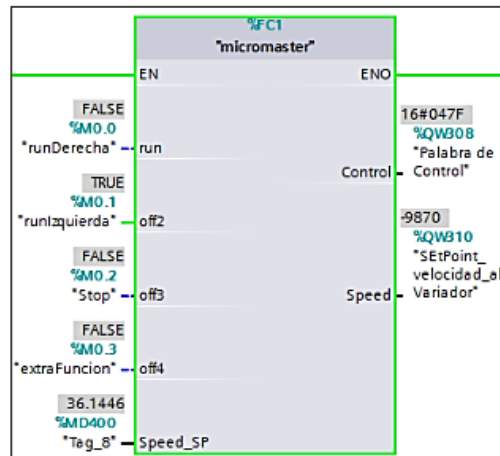 %FC1
"micromaster"
EN ENO
FALSE
%M0.0
"runDerecha" run
TRUE
%M0.1
"runIzquierda" off2
FALSE
%M0.2
"Stop" off3
FALSE
%M0.3
"extraFuncion" off4
36.1446
%MD400
"Tag_8" Speed_SP
16#047F
%QW308
"Palabra de
Control"
Control
-9870
%QW310
"SEtPoint_
velocidad_al
Variador"
Speed